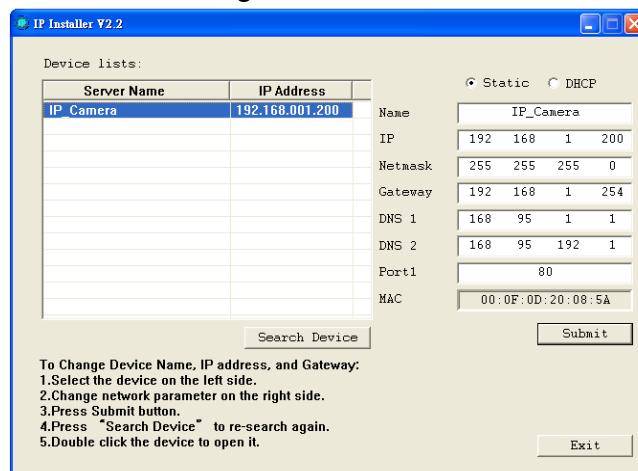 IP Installer V2.2
Device lists:
Server Name IP Address
IP_Camera 192.168.001.200
Static DHCP
Name IP_Camera
IP 192 168 1 200
Netmask 255 255 255 0
Gateway 192 168 1 254
DNS 1 168 95 1 1
DNS 2 168 95 192 1
Port1 80
MAC 00:0F:0D:20:08:5A
Search Device
Submit
To Change Device Name, IP address, and Gateway:
1.Select the device on the left side.
2.Change network parameter on the right side.
3.Press Submit button.
4.Press “Search Device” to re-search again.
5.Double click the device to open it.
Exit